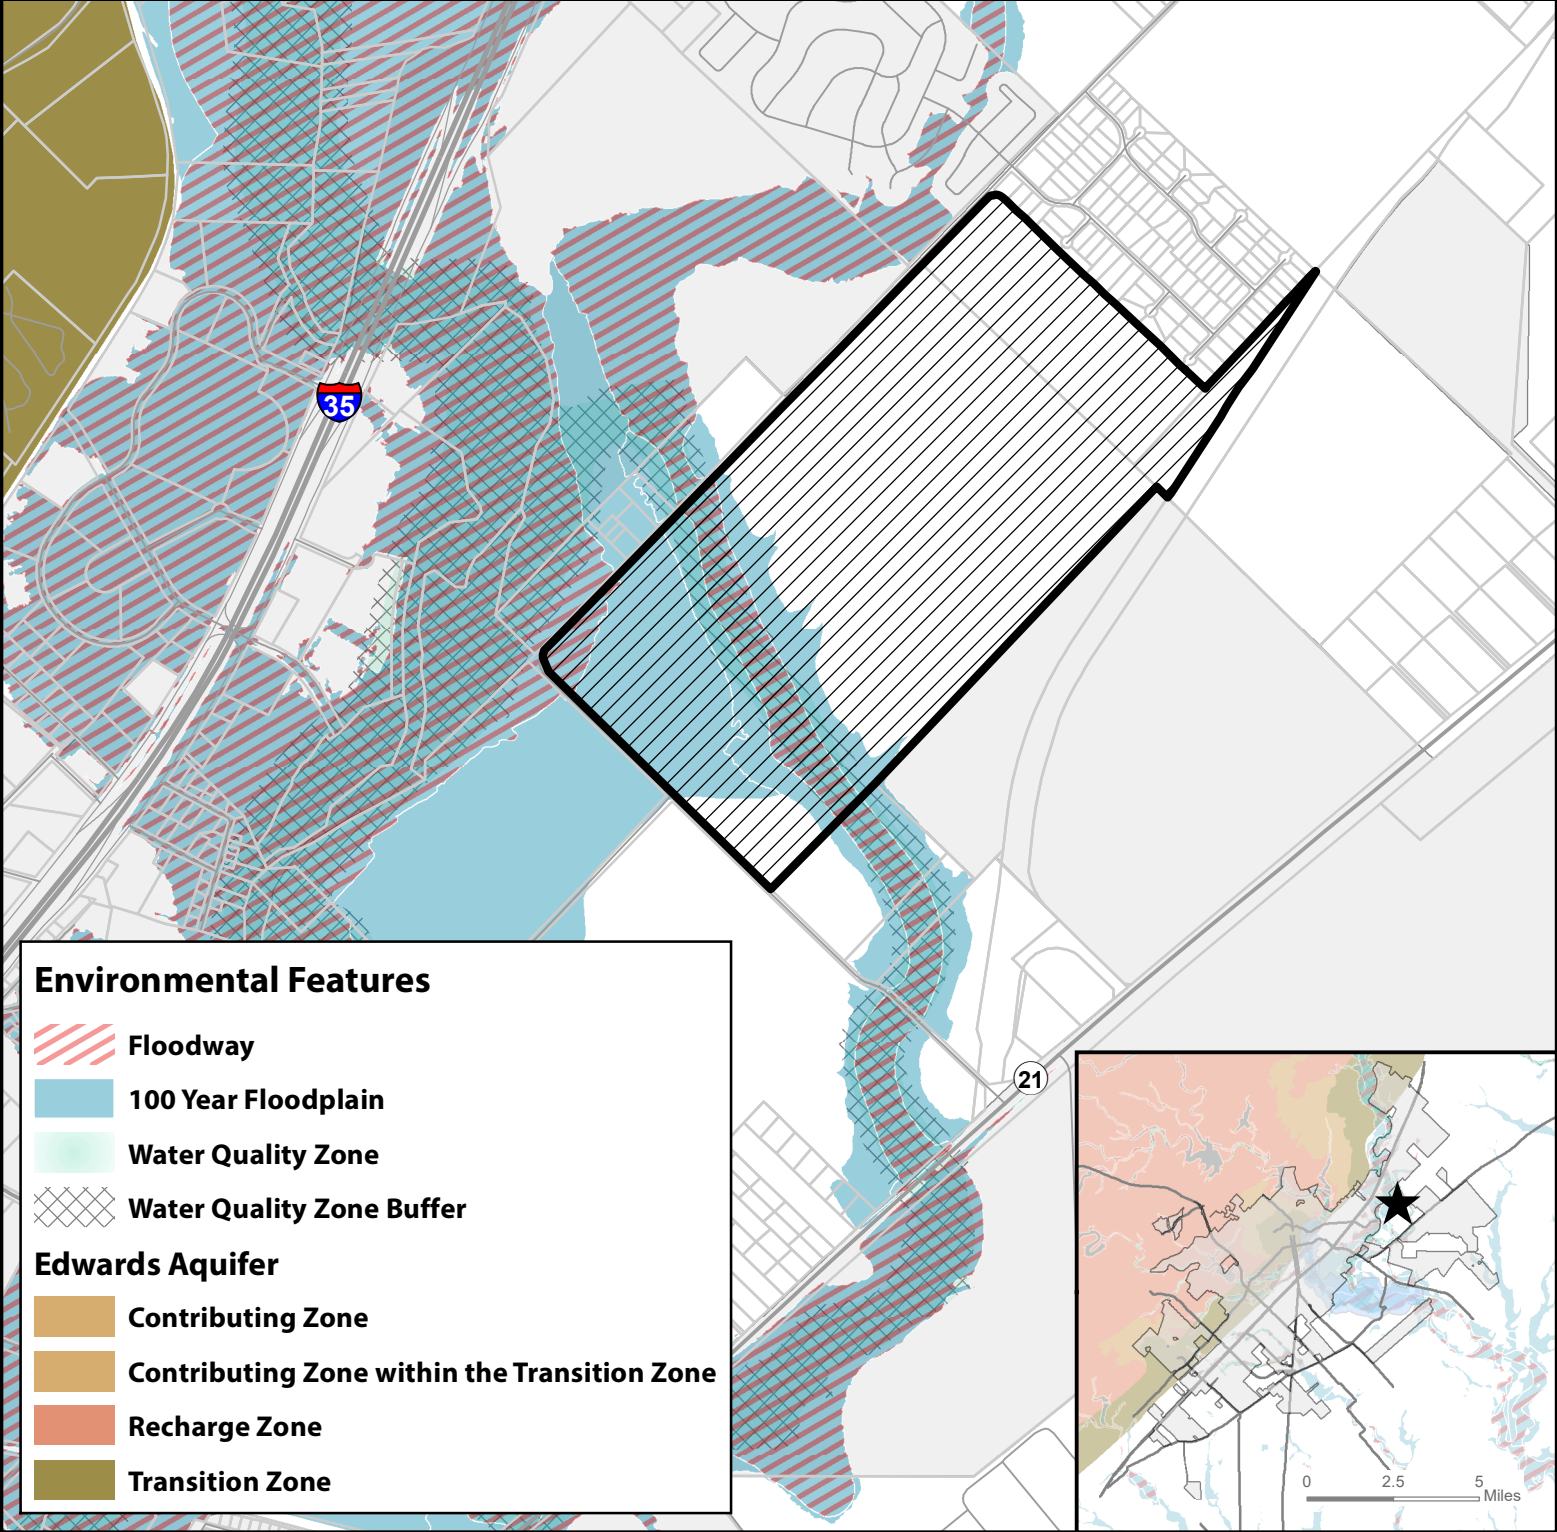 35
21
Environmental Features
Floodway
100 Year Floodplain
Water Quality Zone
Water Quality Zone Buffer
Edwards Aquifer
Contributing Zone
Contributing Zone within the Transition Zone
Recharge Zone
Transition Zone
0 2.5 5
Miles